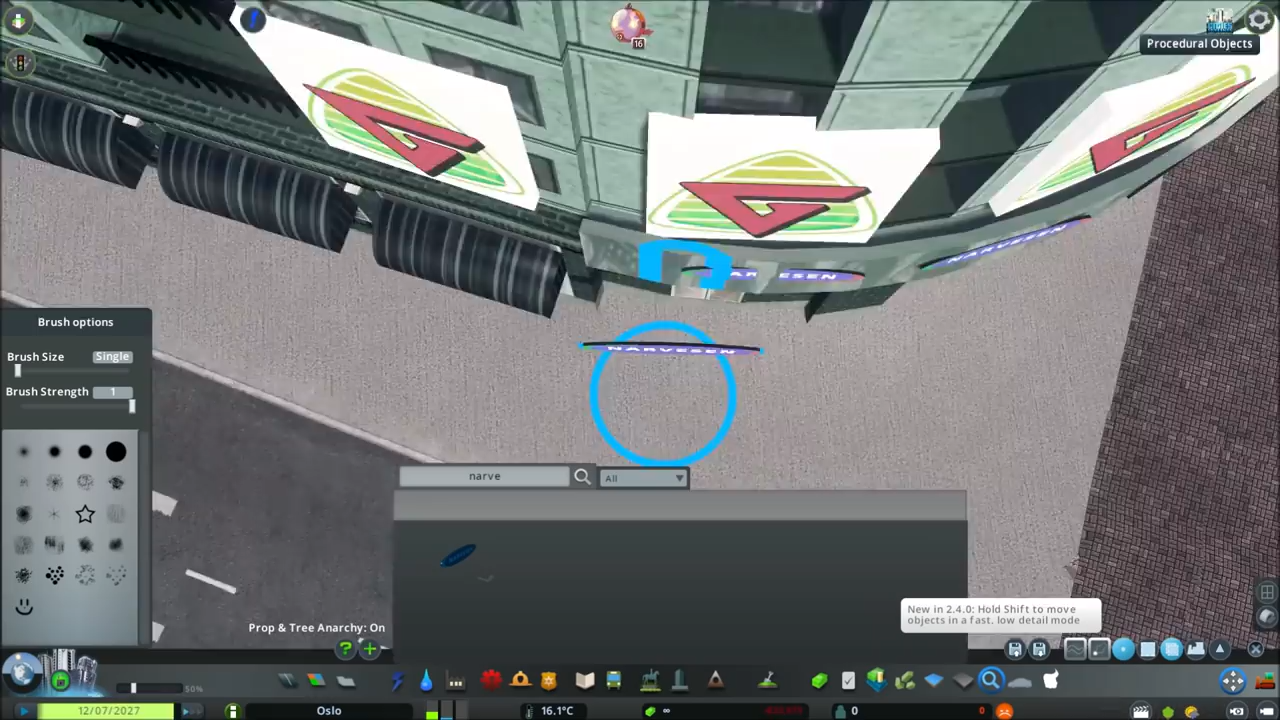 16
Procedural Objects
NARVESEN
NARVESEN
NARVESEN
Brush options
Brush Size Single
Brush Strength 1
narve
All
New in 2.4.0: Hold Shift to move
objects in a fast, low detail mode
Prop & Tree Anarchy: On
50%
12/07/2027
Oslo
16.1°C
∞
0
0